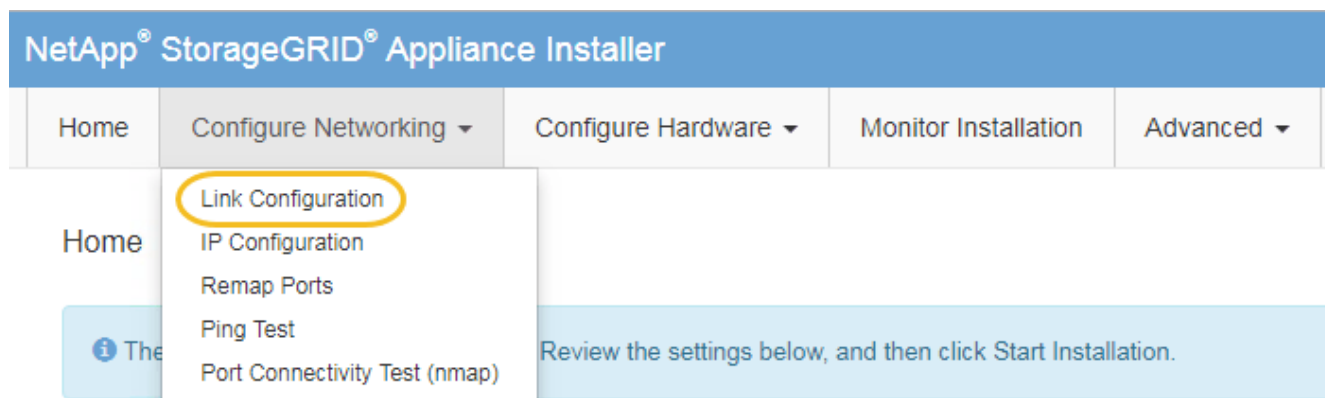 NetApp® StorageGRID® Appliance Installer
Home Configure Networking Configure Hardware Monitor Installation Advanced
Link Configuration
Home
IP Configuration
Remap Ports
Ping Test
The Review the settings below, and then click Start Installation.
Port Connectivity Test (nmap)